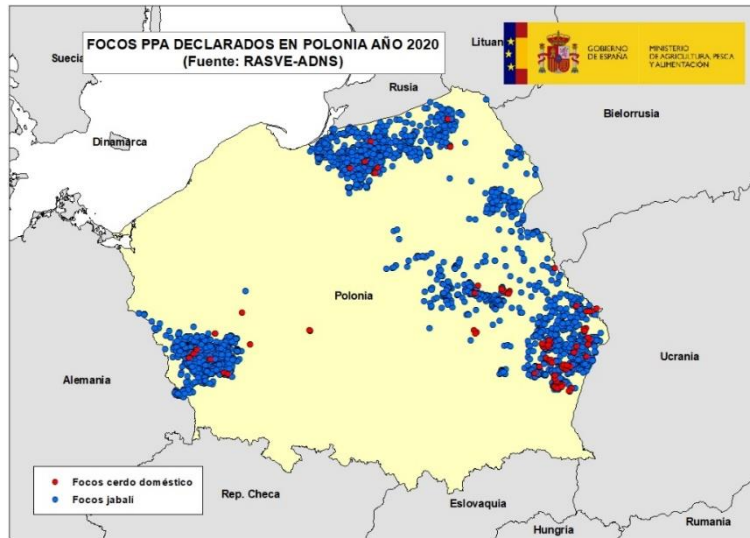 FOCOS PPA DECLARADOS EN POLONIA AÑO 2020
(Fuente: RASVE-ADNS)
GOBIERNO
DE ESPAÑA
MINISTERIO
DE AGRICULTURA, PESCA
Y ALIMENTACIÓN
Suecia
Lituan
Rusia
Bielorrusia
Dinamarca
Polonia
Ucrania
Alemania
Focos cerdo doméstico
Focos jabalí
Rep. Checa
Eslovaquia
Hungría
Rumania